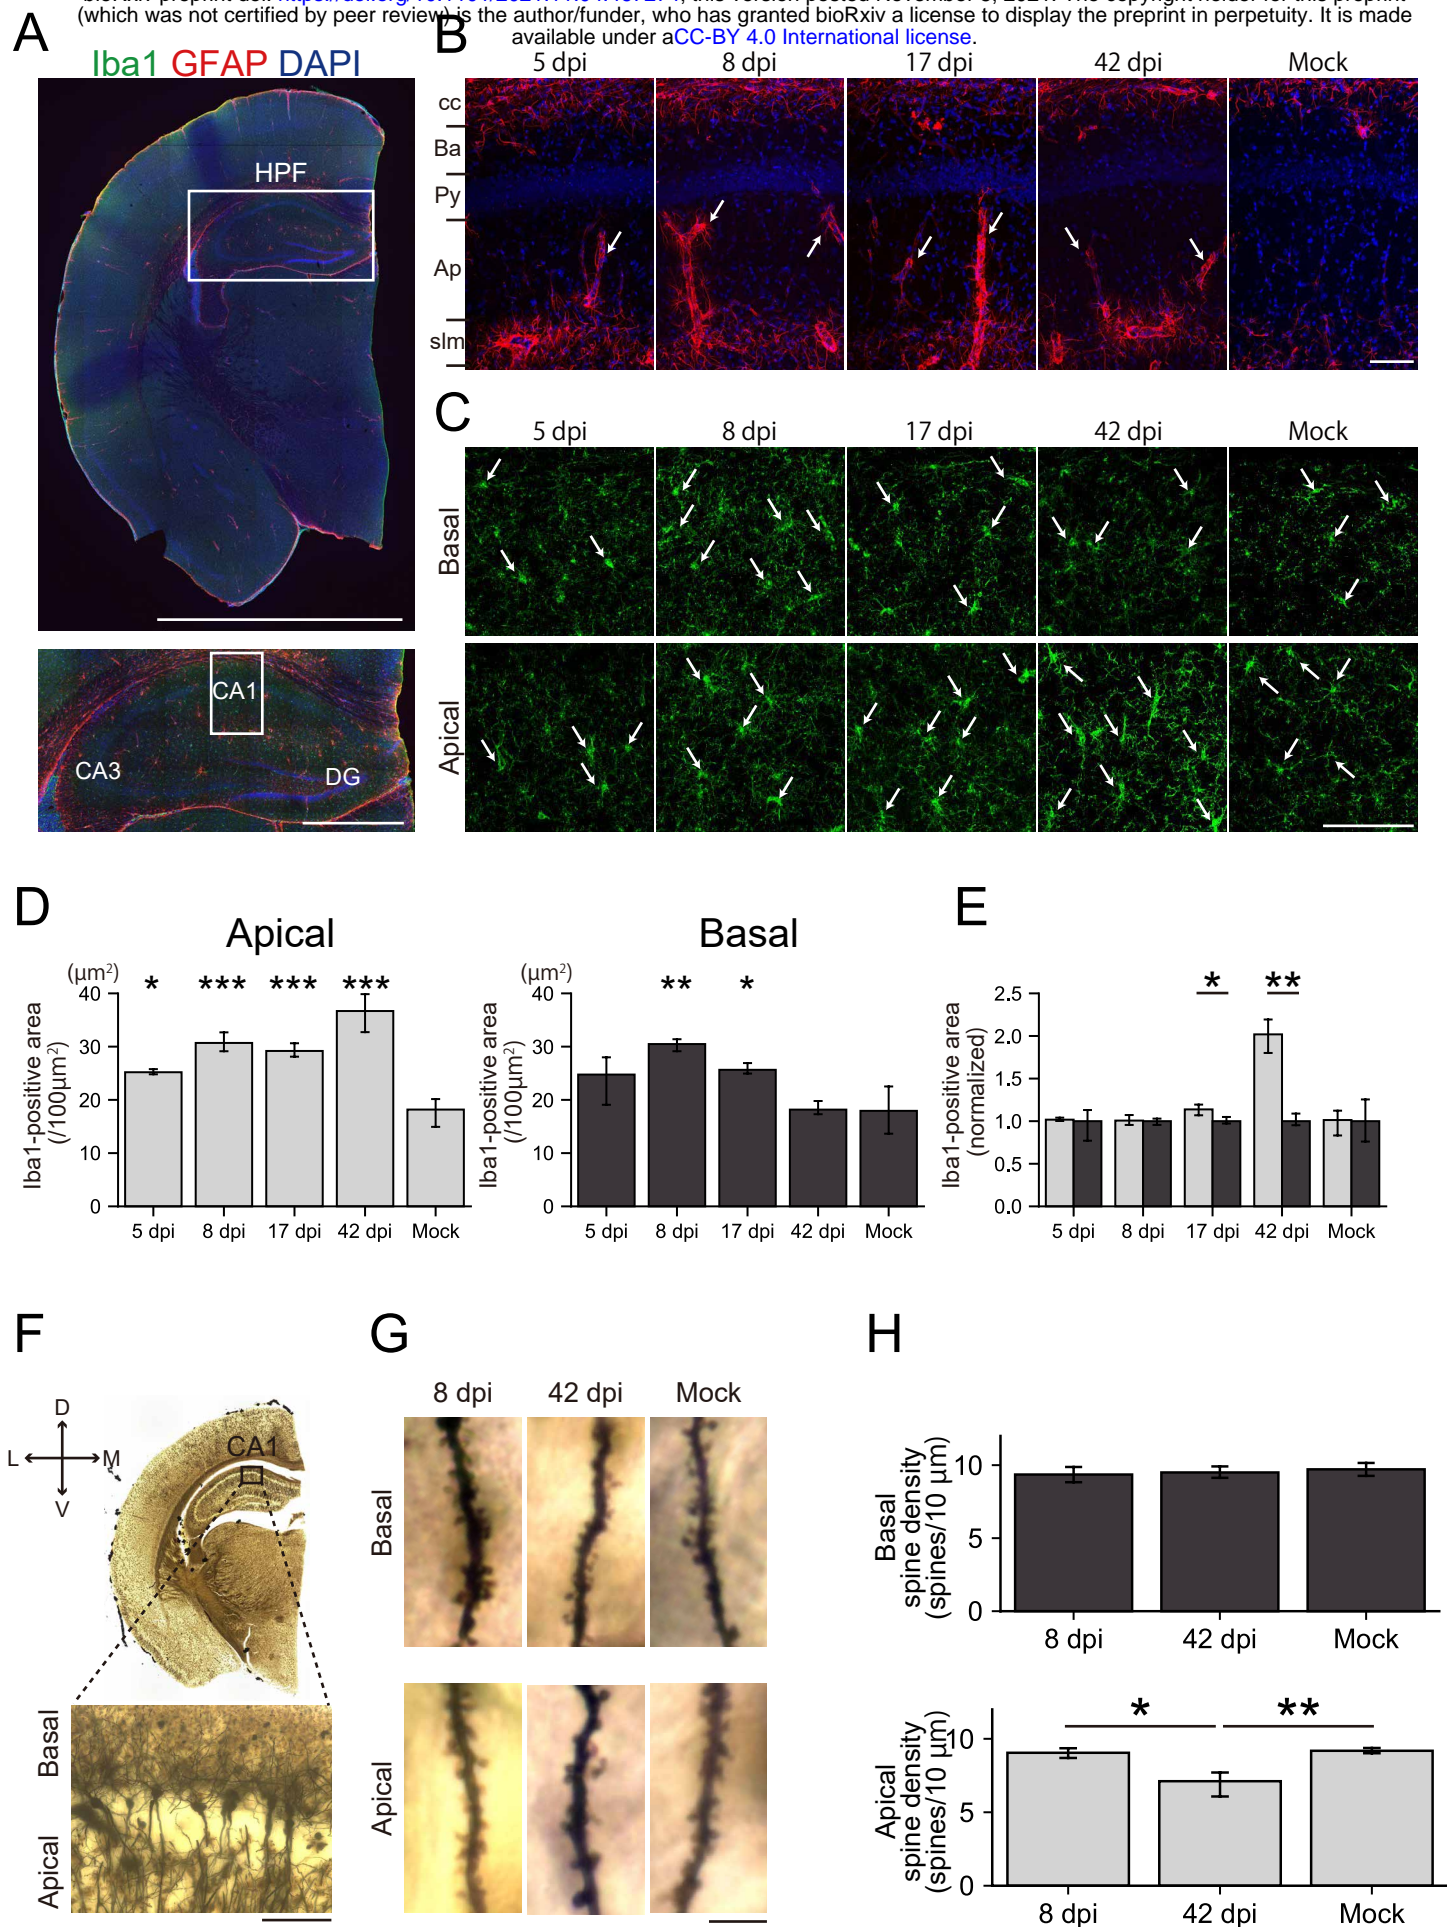 (which was not certified by peer review) is the author/funder, who has granted bioRxiv a license to display the preprint in perpetuity. It is made
available under aCC-BY 4.0 International license.
A
Iba1 GFAP DAPI
HPF
CA1
CA3
DG
B
5 dpi 8 dpi 17 dpi 42 dpi Mock
cc
Ba
Py
Ap
slm
C
5 dpi 8 dpi 17 dpi 42 dpi Mock
Basal
Apical
D
Apical
(µm2)
* *** *** ***
Iba1-positive area
(/100µm2)
40
30
20
10
0
5 dpi 8 dpi 17 dpi 42 dpi Mock
Basal
(µm2)
** *
Iba1-positive area
(/100µm2)
40
30
20
10
0
5 dpi 8 dpi 17 dpi 42 dpi Mock
E
* **
Iba1-positive area
(normalized)
2.5
2.0
1.5
1.0
0.5
0.0
5 dpi 8 dpi 17 dpi 42 dpi Mock
F
D
L M
V
CA1
Basal
Apical
G
8 dpi 42 dpi Mock
Basal
Apical
H
Basal
spine density
(spines/10 µm)
10
5
0
8 dpi 42 dpi Mock
* **
Apical
spine density
(spines/10 µm)
10
5
0
8 dpi 42 dpi Mock